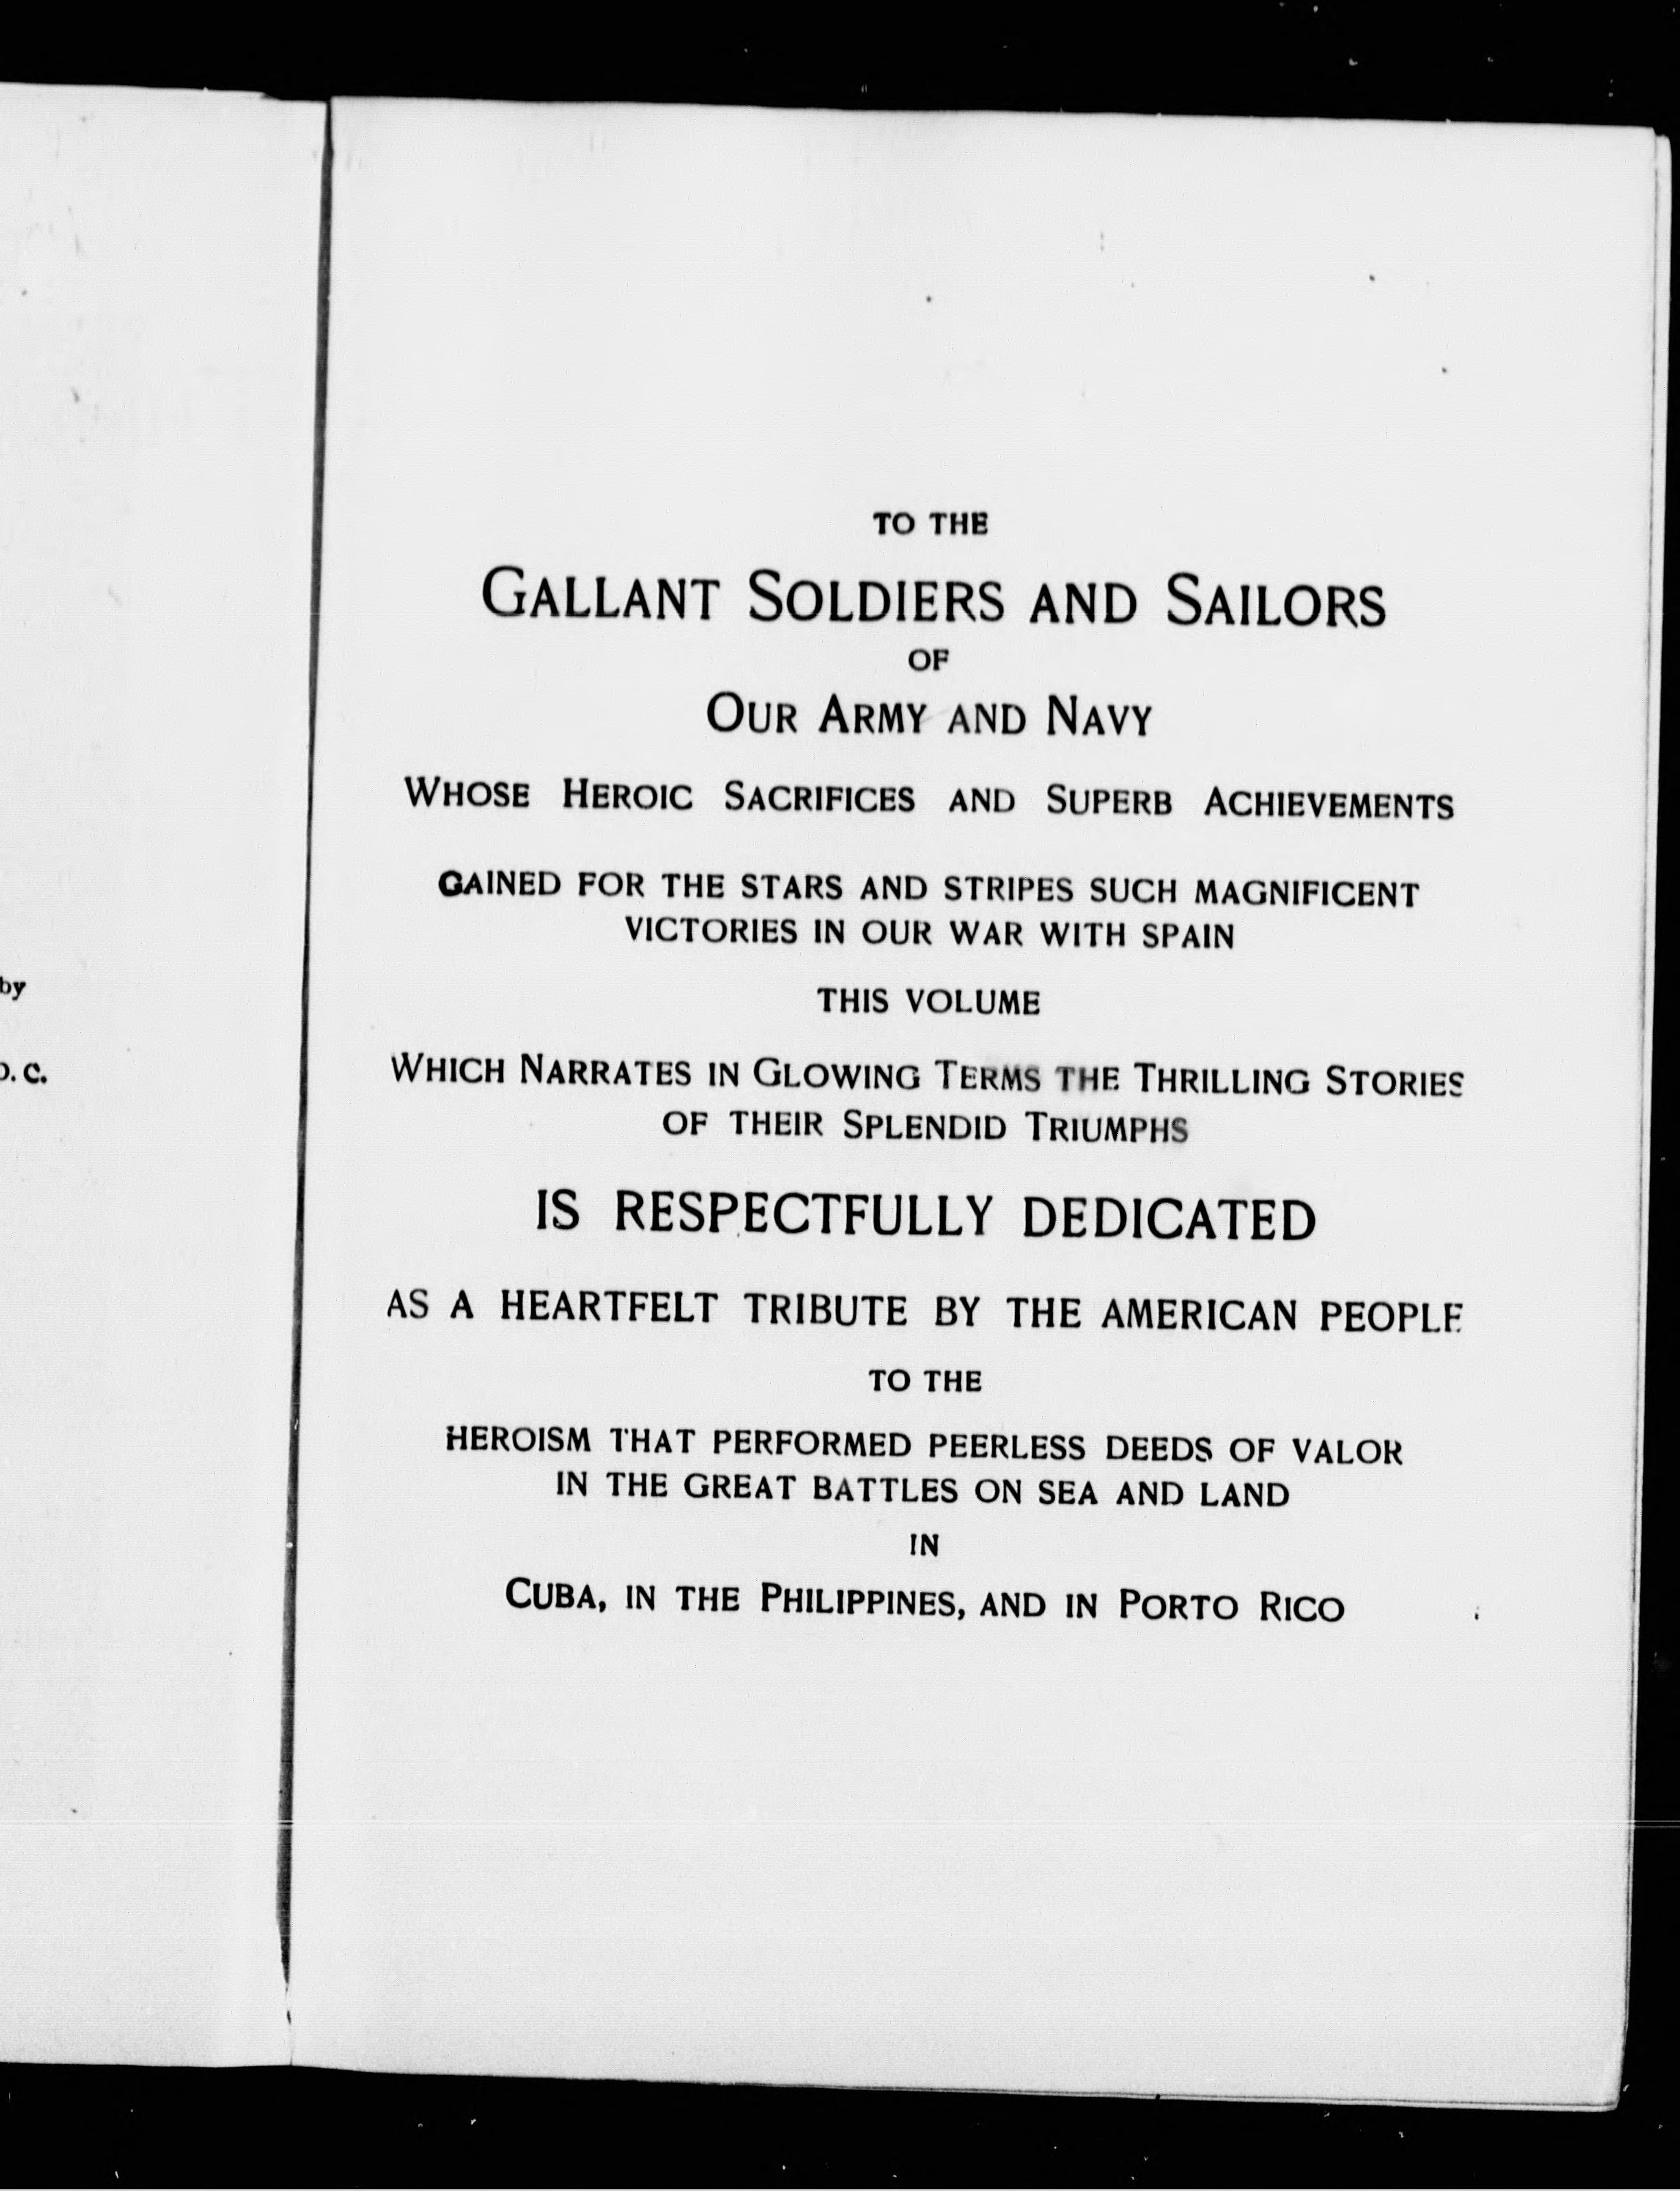 by
D. C.
TO THE
GALLANT SOLDIERS AND SAILORS
OF
OUR ARMY AND NAVY
WHOSE HEROIC SACRIFICES AND SUPERB ACHIEVEMENTS
GAINED FOR THE STARS AND STRIPES SUCH MAGNIFICENT
VICTORIES IN OUR WAR WITH SPAIN
THIS VOLUME
WHICH NARRATES IN GLOWING TERMS THE THRILLING STORIES
OF THEIR SPLENDID TRIUMPHS
IS RESPECTFULLY DEDICATED
AS A HEARTFELT TRIBUTE BY THE AMERICAN PEOPLE
TO THE
HEROISM THAT PERFORMED PEERLESS DEEDS OF VALOR
IN THE GREAT BATTLES ON SEA AND LAND
IN
CUBA, IN THE PHILIPPINES, AND IN PORTO RICO